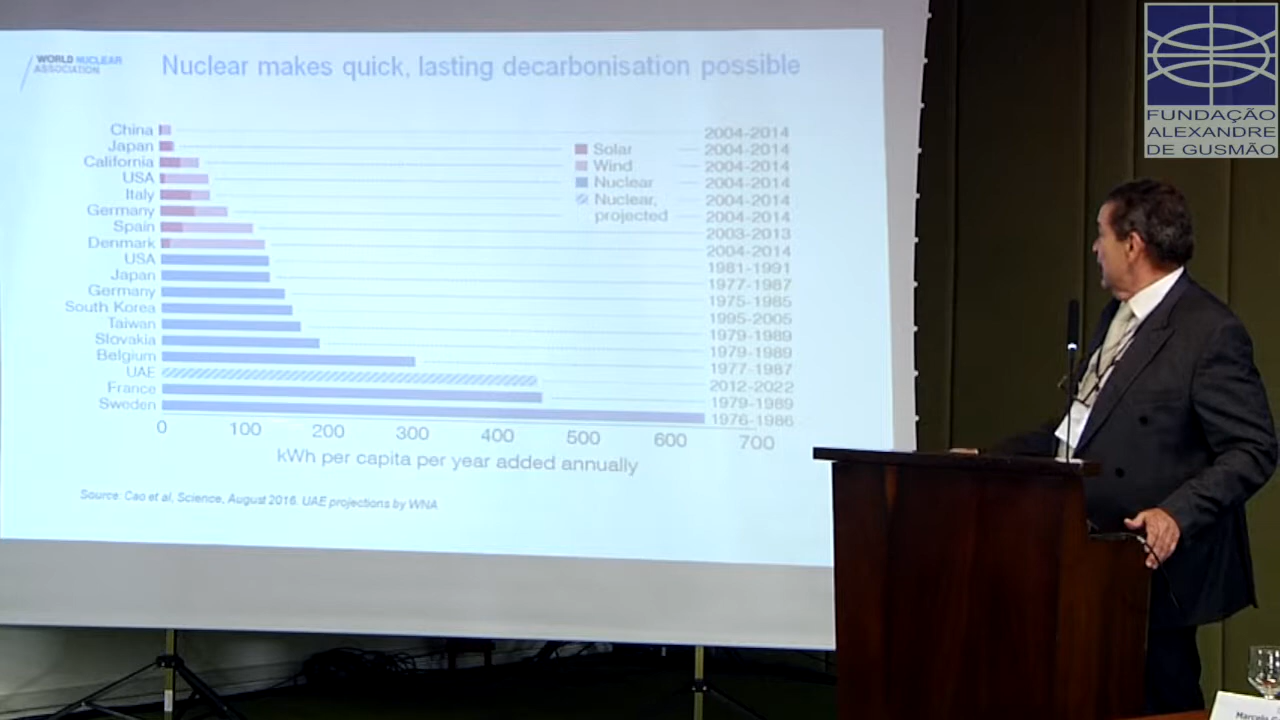 WORLD NUCLEAR
ASSOCIATION
Nuclear makes quick, lasting decarbonisation possible
China 2004-2014
Japan 2004-2014
California 2004-2014
USA 2004-2014
Italy 2004-2014
Germany 2004-2014
Spain 2003-2013
Denmark 2004-2014
USA 1981-1991
Japan 1977-1987
Germany 1975-1985
South Korea 1995-2005
Taiwan 1979-1989
Slovakia 1979-1989
Belgium 1977-1987
UAE 2012-2022
France 1979-1989
Sweden 1976-1986
Solar
Wind
Nuclear
Nuclear,
projected
0 100 200 300 400 500 600 700
kWh per capita per year added annually
Source: Cao et al, Science, August 2016. UAE projections by WNA
FUNDAÇÃO
ALEXANDRE
DE GUSMÃO